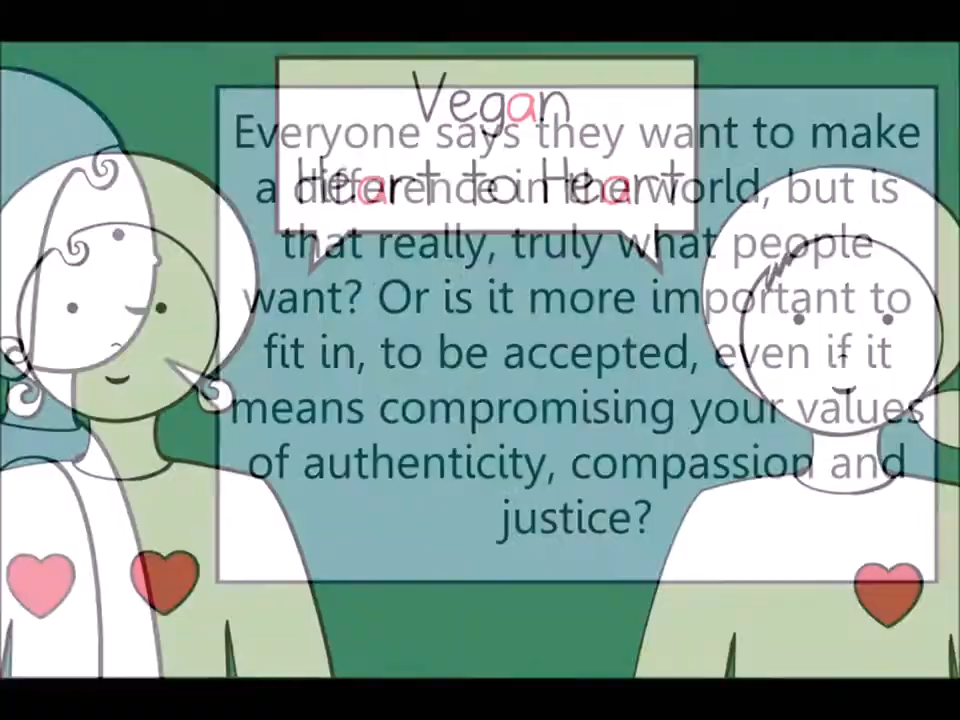 Vegan
Heart to Heart
Everyone says they want to make
a difference in the world, but is
that really, truly what people
want? Or is it more important to
fit in, to be accepted, even if it
means compromising your values
of authenticity, compassion and
justice?